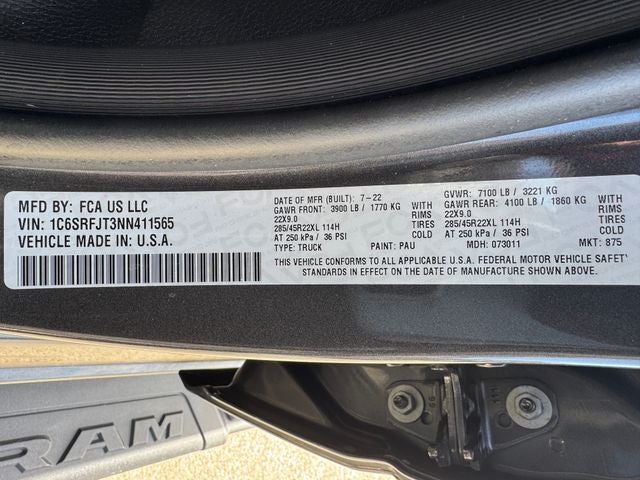 MFD BY: FCA US LLC
VIN: 1C6SRFJT3NN411565
VEHICLE MADE IN U.S.A.
DATE OF MFR (BUILT): 7-22
GAWR FRONT: 3900 LB / 1770 KG
22X9.0 WHEELS
285/45R22XL 114H TIRES
AT 250 kPa / 36 PSI COLD
TYPE: TRUCK PAINT: PAU
GVWR: 7100 LB / 3221 KG
GAWR REAR: 4100 LB / 1860 KG
22X9.0 WHEELS
285/45R22XL 114H TIRES
AT 250 kPa / 36 PSI COLD
MDH: 073011 MKT: 875
THIS VEHICLE CONFORMS TO ALL APPLICABLE U.S.A. FEDERAL MOTOR VEHICLE SAFETY
STANDARDS IN EFFECT ON THE DATE OF MANUFACTURE SHOWN ABOVE.
RAM